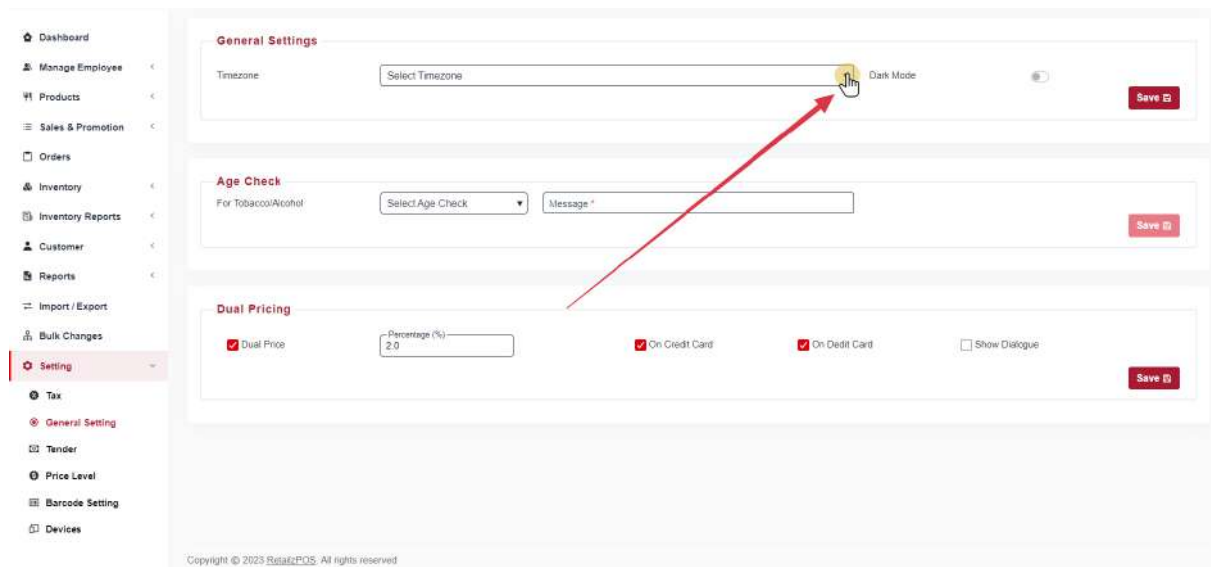 Dashboard
Manage Employee
Products
Sales & Promotion
Orders
Inventory
Inventory Reports
Customer
Reports
Import / Export
Bulk Changes
Setting
Tax
General Setting
Tender
Price Level
Barcode Setting
Devices
General Settings
Timezone
Select Timezone
Dark Mode
Save
Age Check
For Tobacco/Alcohol
Select Age Check
Message *
Save
Dual Pricing
Dual Price
Percentage (%)
2.0
On Credit Card
On Dedit Card
Show Dialogue
Save
Copyright © 2023 RetailzPOS. All rights reserved